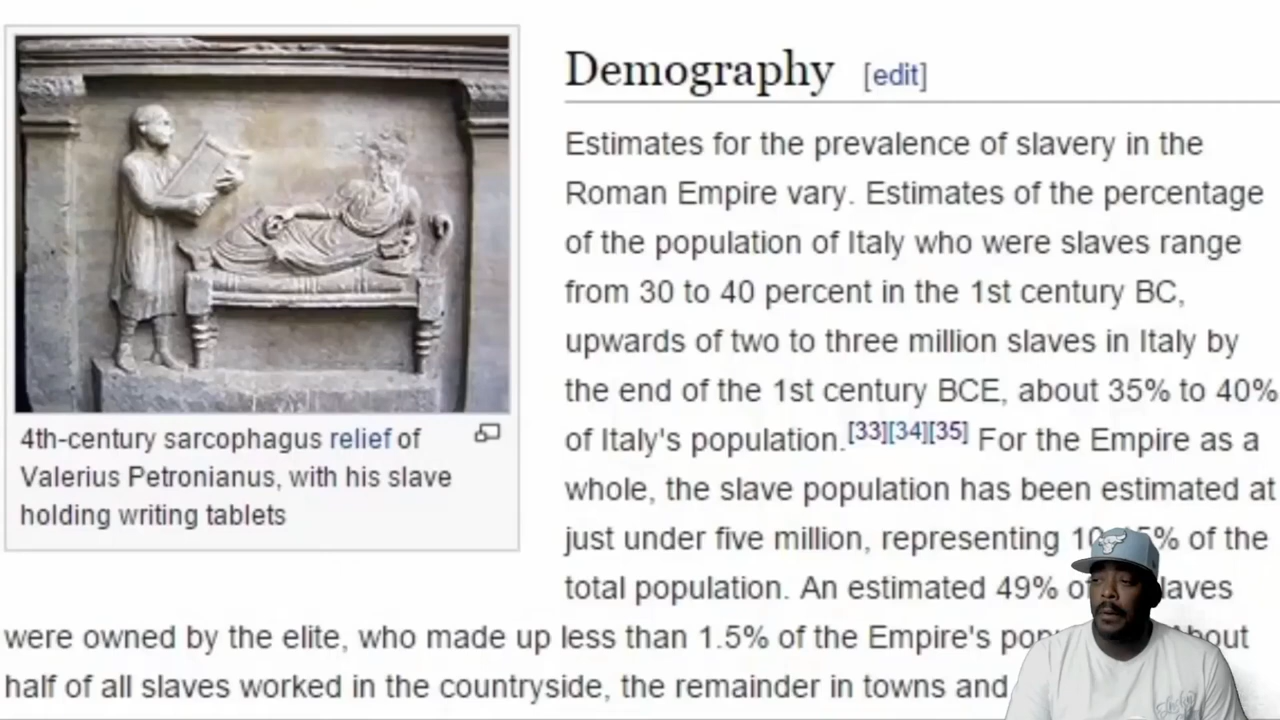 Demography [edit]
Estimates for the prevalence of slavery in the
Roman Empire vary. Estimates of the percentage
of the population of Italy who were slaves range
from 30 to 40 percent in the 1st century BC,
upwards of two to three million slaves in Italy by
the end of the 1st century BCE, about 35% to 40%
of Italy's population.[33][34][35] For the Empire as a
whole, the slave population has been estimated at
just under five million, representing % of the
total population. An estimated 49% of
were owned by the elite, who made up less than 1.5% of the Empire's
half of all slaves worked in the countryside, the remainder in towns and
4th-century sarcophagus relief of
Valerius Petronianus, with his slave
holding writing tablets